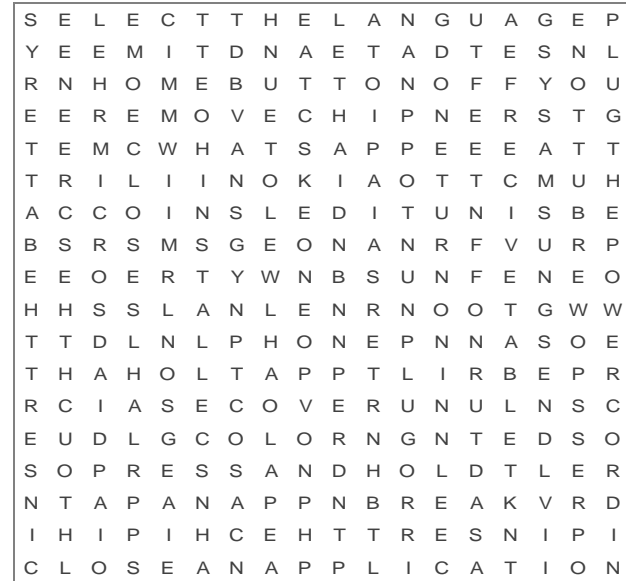 S E L E C T T H E L A N G U A G E P
Y E E M I T D N A E T A D T E S N L
R N H O M E B U T T O N O F F Y O U
E E R E M O V E C H I P N E R S T G
T E M C W H A T S A P P E E E A T T
T R I L I I N O K I A O T T C M U H
A C C O I N S L E D I T U N I S B E
B S R S M S G E O N A N R F V U R P
E E O E R T Y W N B S U N F E N E O
H H S S L A N L E N R N O O T G W W
T T D L N L P H O N E P N N A S O E
T H A H O L T A P P T L I R B E P R
R C I A S E C O V E R U N U L N S C
E U D L G C O L O R N G N T E D S O
S O P R E S S A N D H O L D T L E R
N T A P A N A P P N B R E A K V R D
I H I P I H C E H T T R E S N I P I
C L O S E A N A P P L I C A T I O N